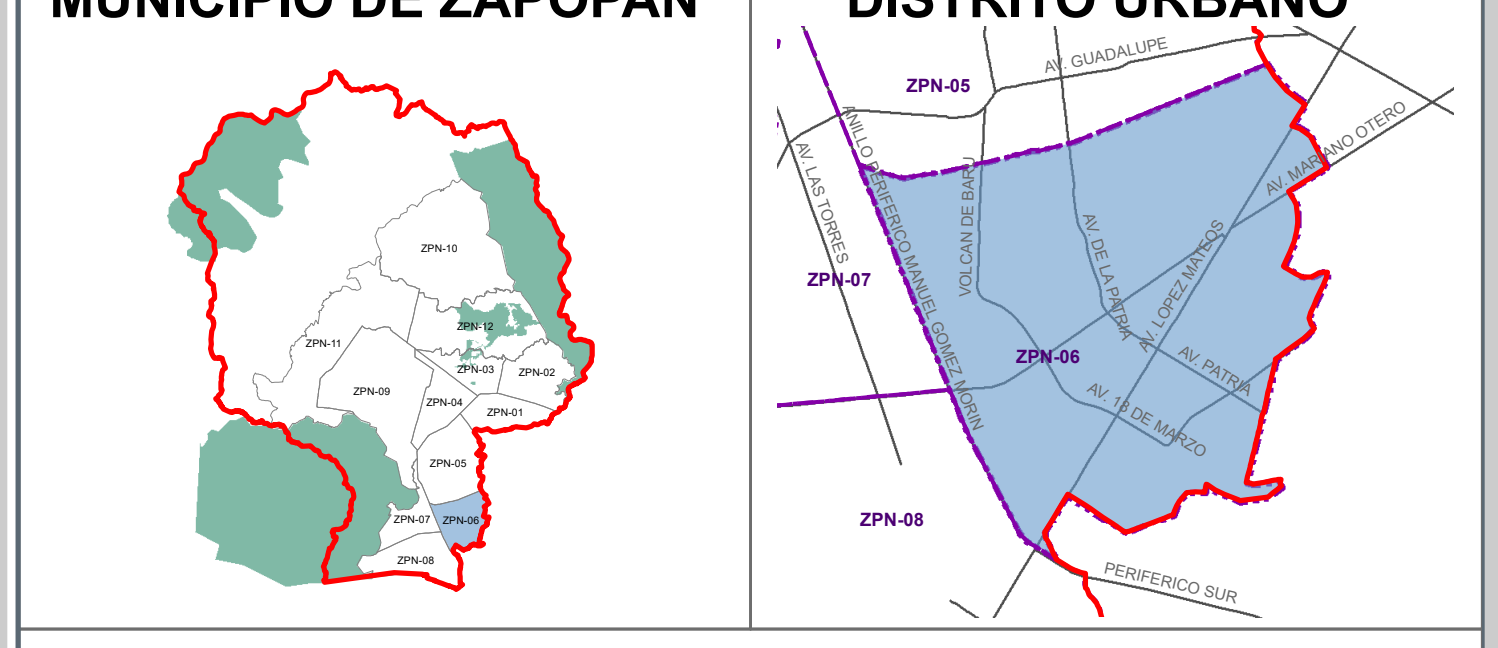 MUNICIPIO DE ZAPOPAN
ZPN-10
ZPN-12
ZPN-11
ZPN-03
ZPN-02
ZPN-09
ZPN-04
ZPN-01
ZPN-05
ZPN-07
ZPN-06
ZPN-08
DISTRITO URBANO
AV. GUADALUPE
ZPN-05
ANILLO PERIFERICO MANUEL GOMEZ MORIN
AV. MARIANO OTERO
AV. LAS TORRES
VOLCAN DE BARU
AV. DE LA PATRIA
AV. LOPEZ MATEOS
ZPN-07
ZPN-06
AV. PATRIA
AV. 18 DE MARZO
ZPN-08
PERIFERICO SUR